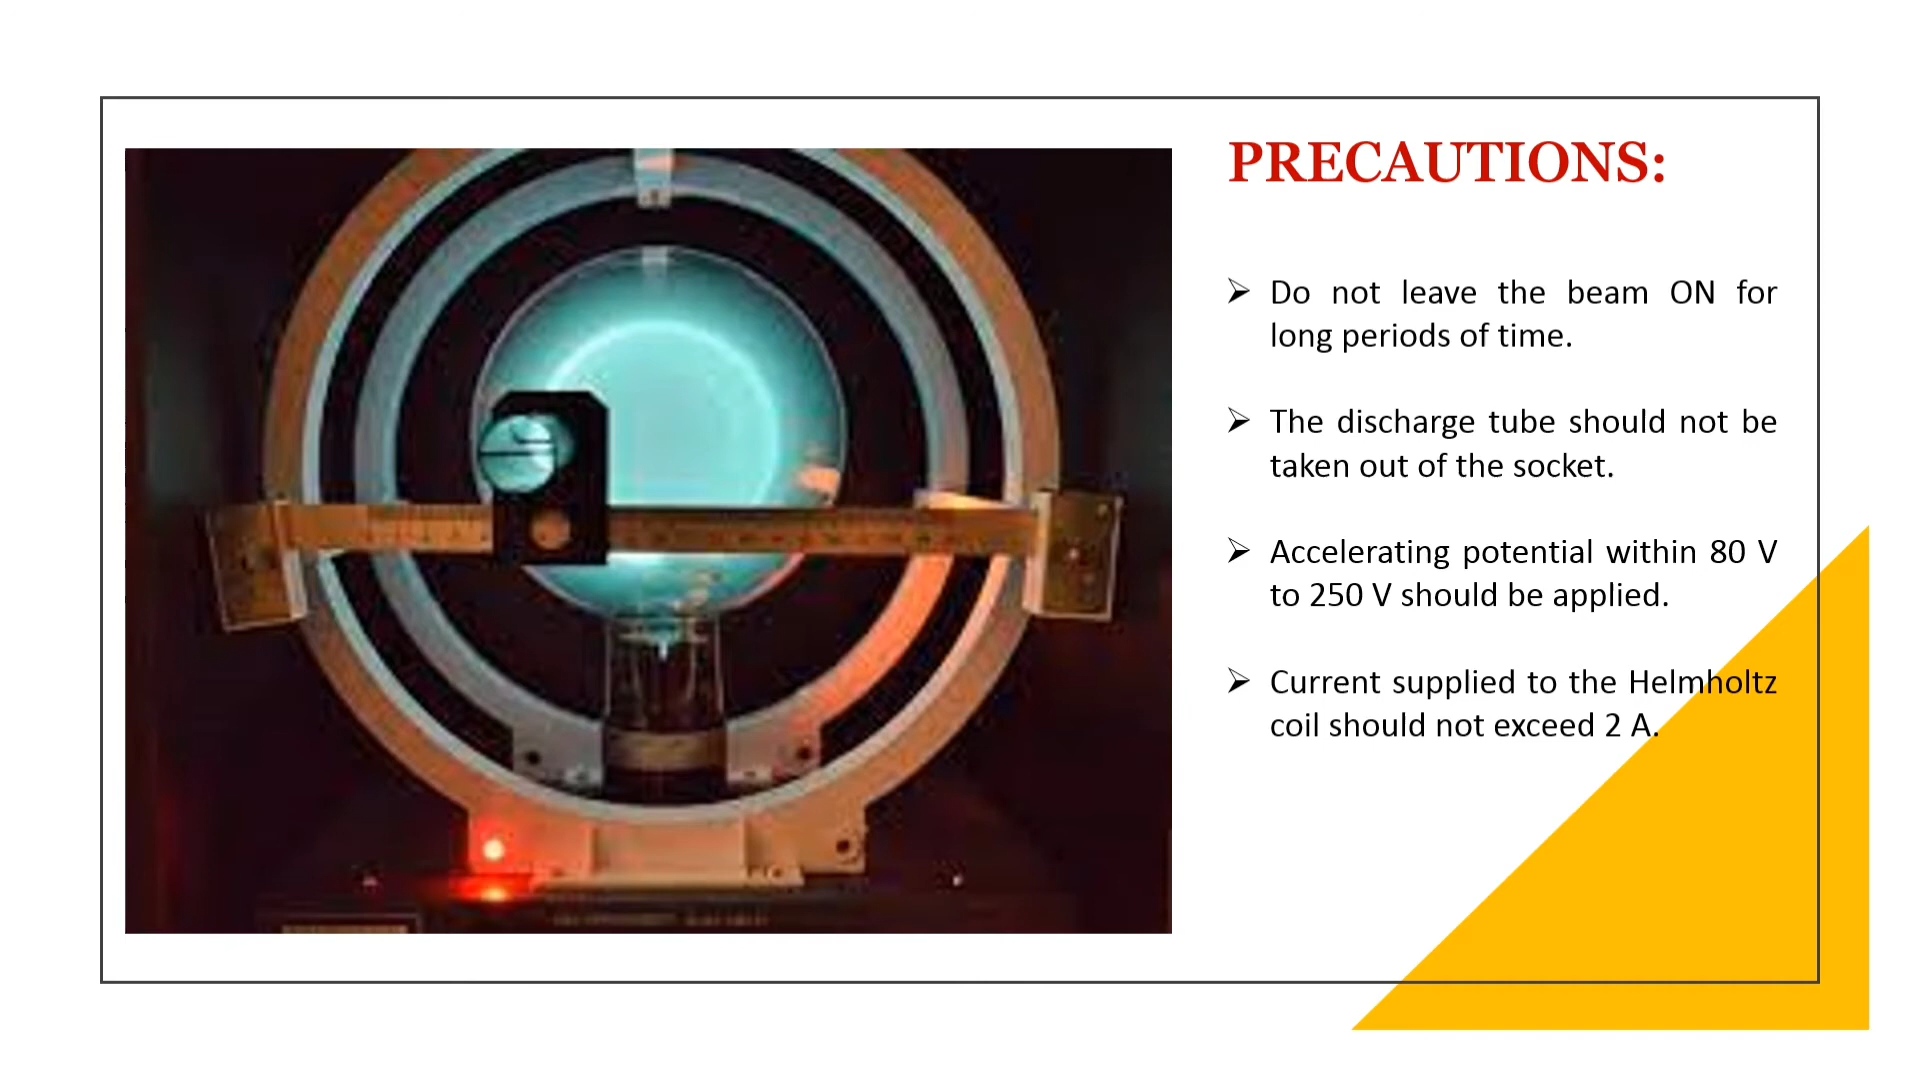 PRECAUTIONS:
➢ Do not leave the beam ON for
long periods of time.
➢ The discharge tube should not be
taken out of the socket.
➢ Accelerating potential within 80 V
to 250 V should be applied.
➢ Current supplied to the Helmholtz
coil should not exceed 2 A.